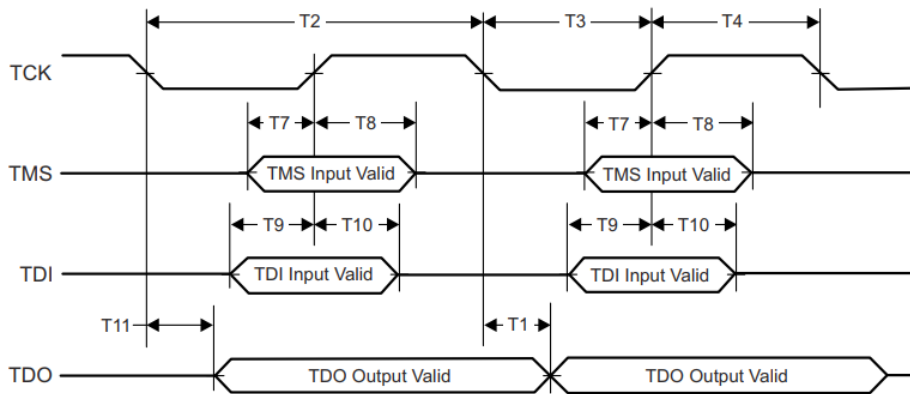 T2 T3 T4
TCK
T7 T8 T7 T8
TMS TMS Input Valid TMS Input Valid
T9 T10 T9 T10
TDI TDI Input Valid TDI Input Valid
T11 T1
TDO TDO Output Valid TDO Output Valid